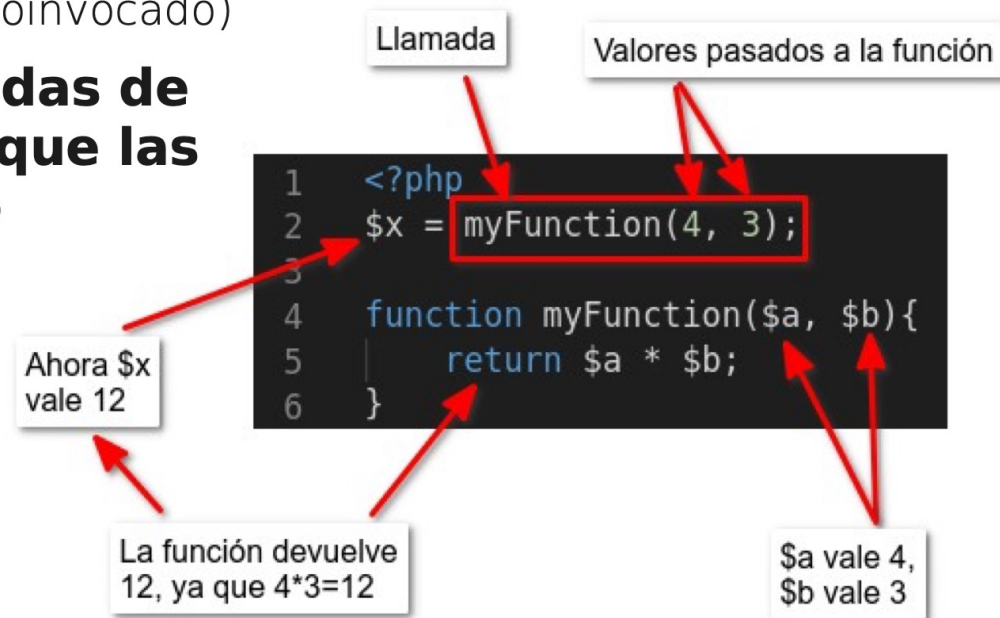 oinvocado)
das de
que las
Llamada
Valores pasados a la función
1 <?php
2 $x = myFunction(4, 3);
3
4 function myFunction($a, $b){
5 return $a * $b;
6 }
Ahora $x
vale 12
La función devuelve
12, ya que 4*3=12
$a vale 4,
$b vale 3